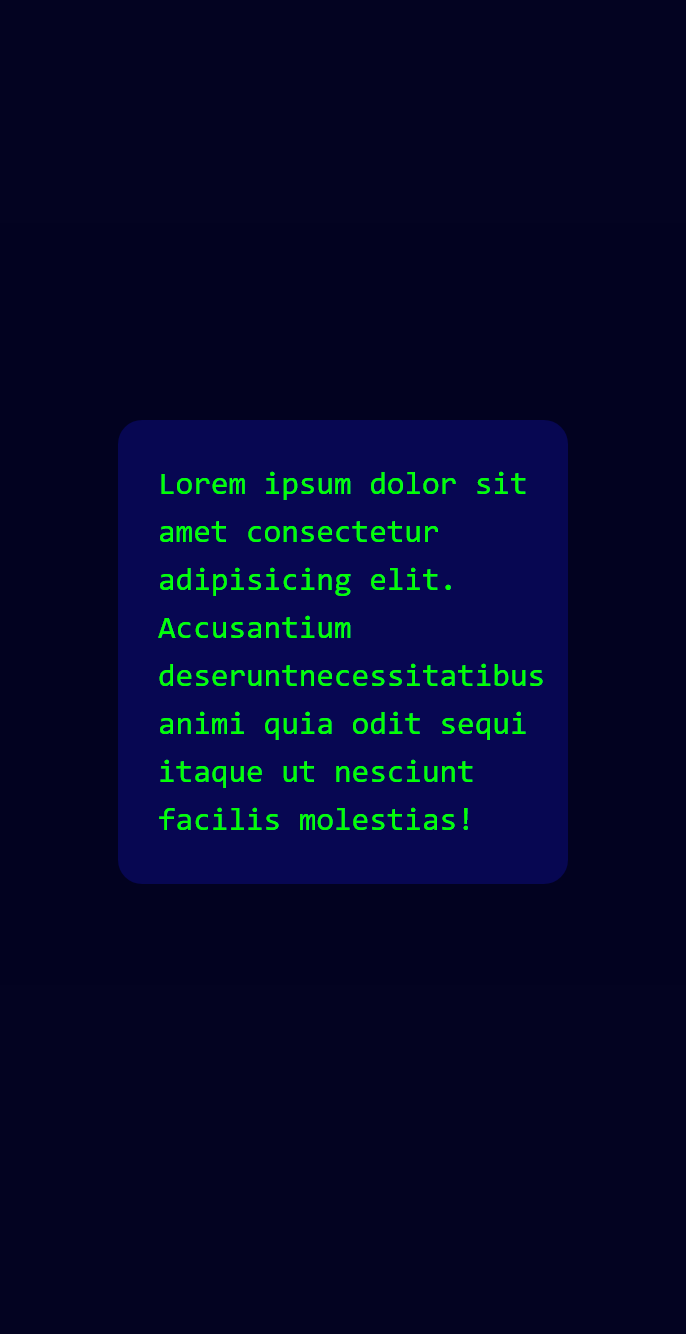 Lorem ipsum dolor sit
amet consectetur
adipisicing elit.
Accusantium
deseruntnecessitatibus
animi quia odit sequi
itaque ut nesciunt
facilis molestias!